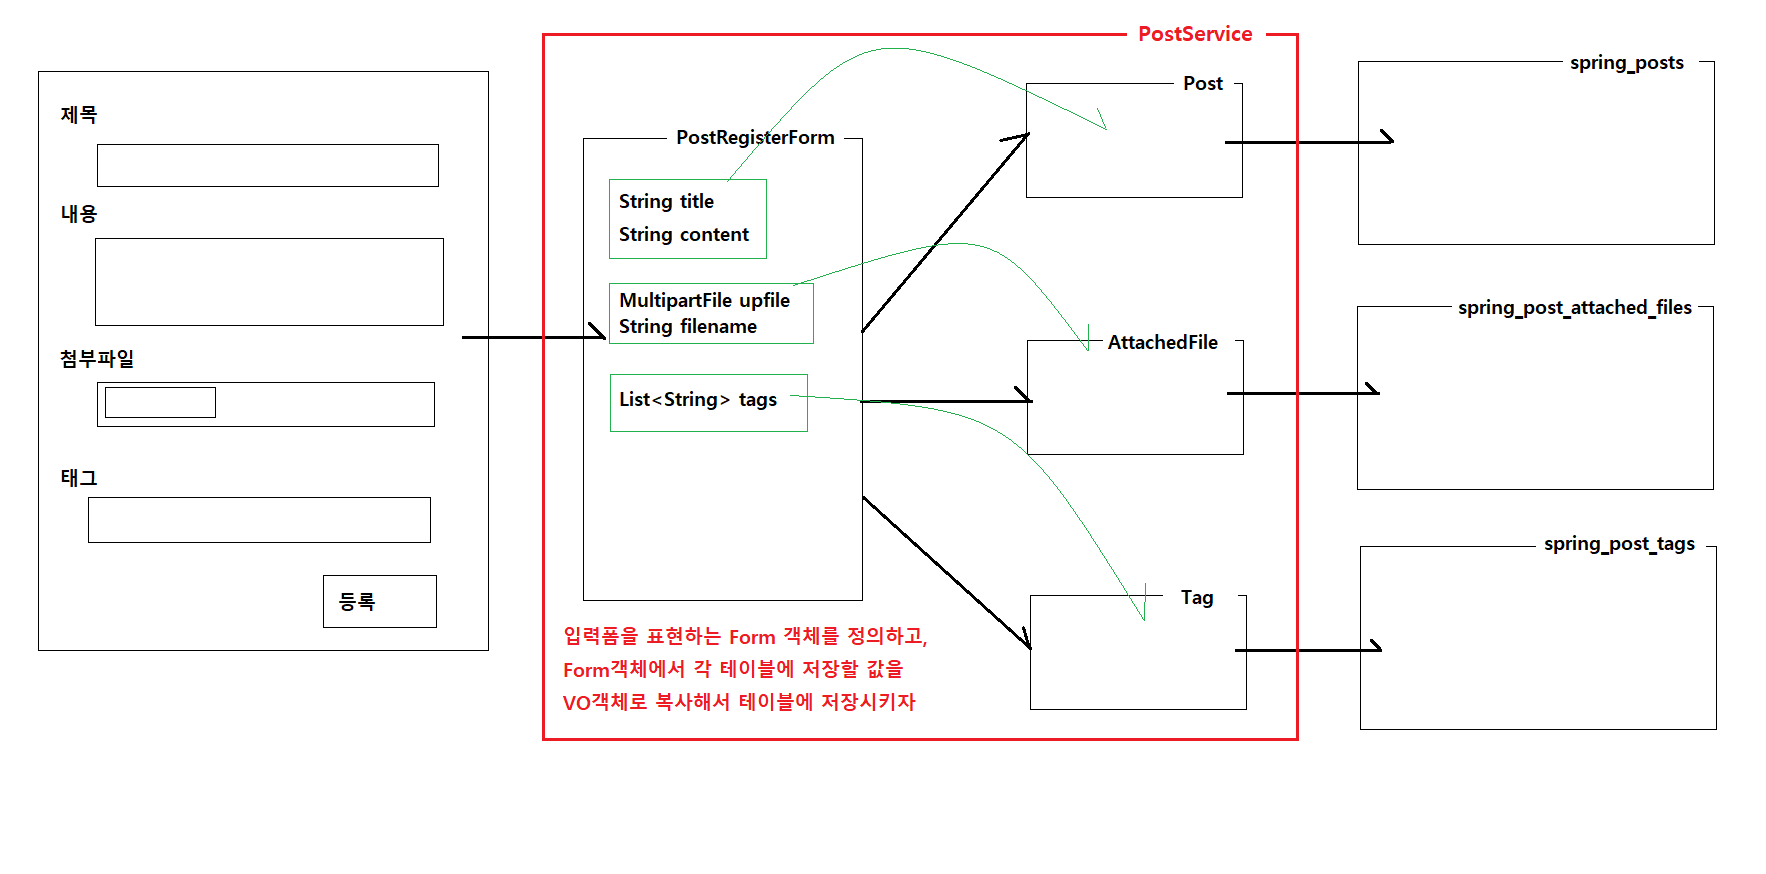 제목
내용
첨부파일
태그
등록
PostService
PostRegisterForm
String title
String content
MultipartFile upfile
String filename
List<String> tags
입력폼을 표현하는 Form 객체를 정의하고,
Form객체에서 각 테이블에 저장할 값을
VO객체로 복사해서 테이블에 저장시키자
Post
AttachedFile
Tag
spring_posts
spring_post_attached_files
spring_post_tags